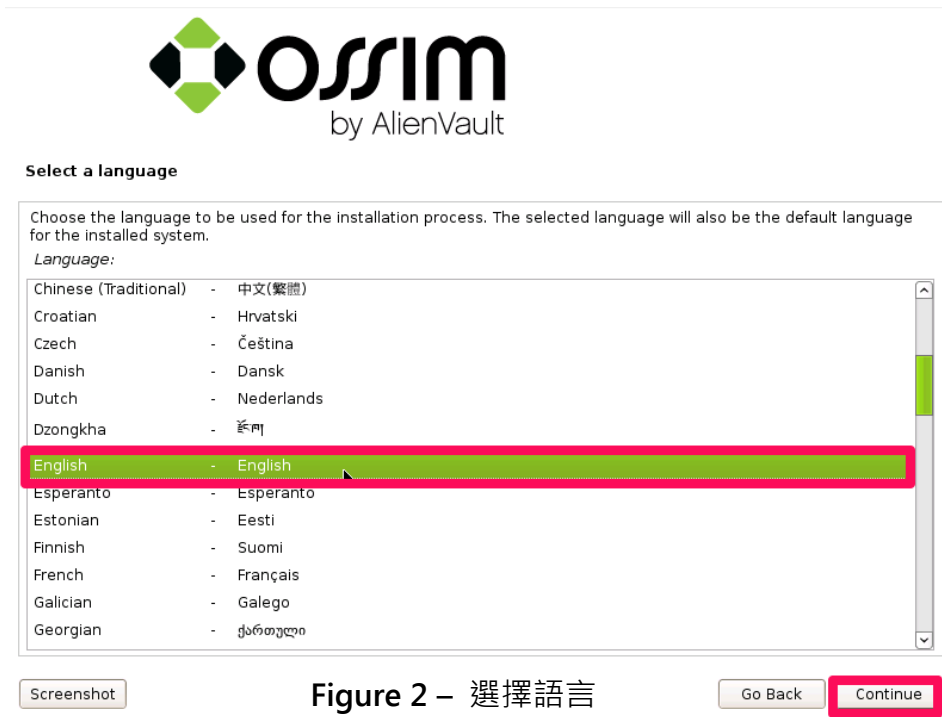 OSSIM
by AlienVault
Select a language
Choose the language to be used for the installation process. The selected language will also be the default language
for the installed system.
Language:
Chinese (Traditional) - 中文(繁體)
Croatian - Hrvatski
Czech - Čeština
Danish - Dansk
Dutch - Nederlands
Dzongkha - རྫོང་ཁ།
English - English
Esperanto - Esperanto
Estonian - Eesti
Finnish - Suomi
French - Français
Galician - Galego
Georgian - ქართული
Screenshot Figure 2 – 選擇語言 Go Back Continue